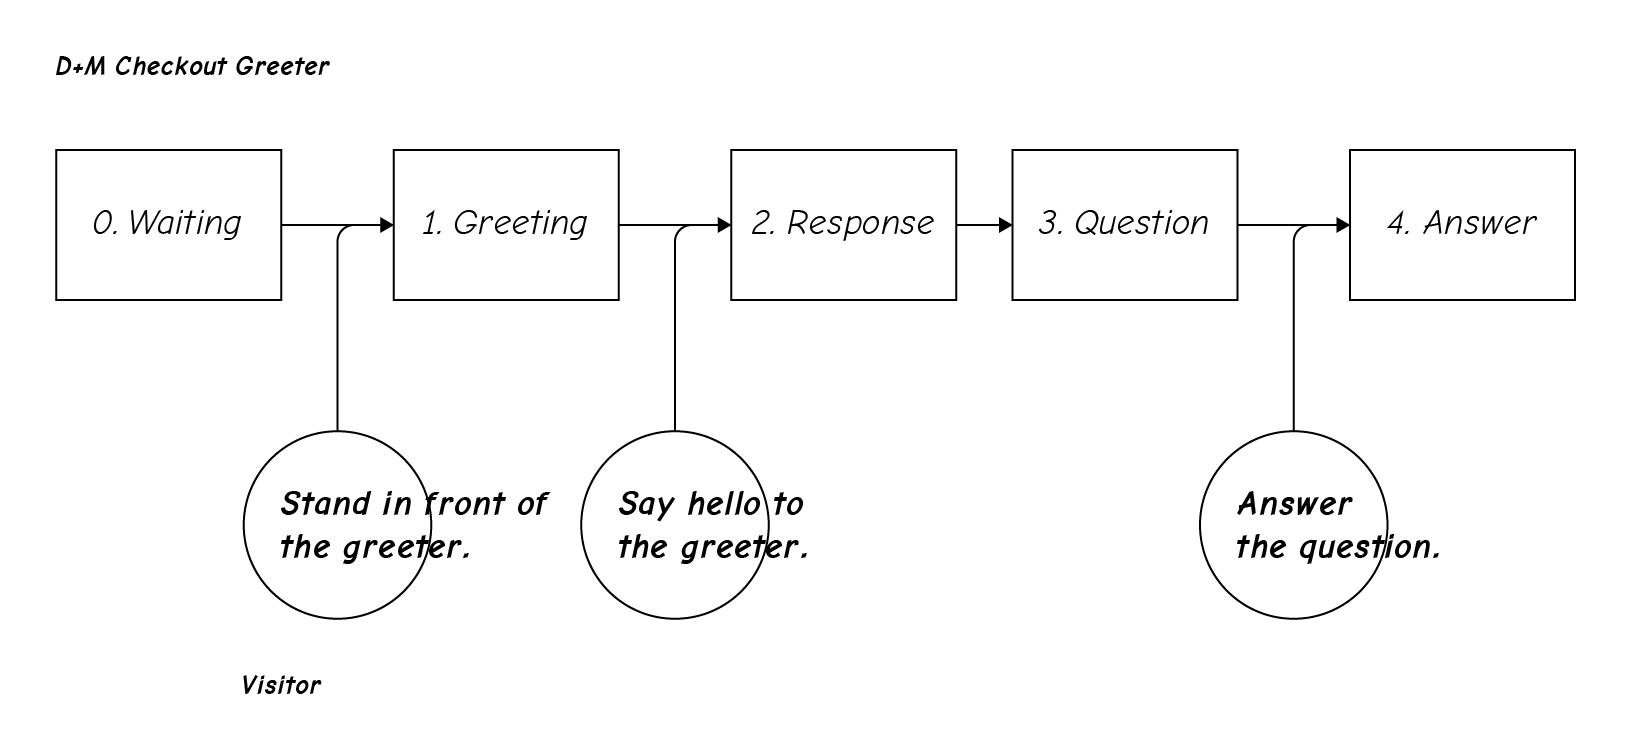 D+M Checkout Greeter
0. Waiting
1. Greeting
2. Response
3. Question
4. Answer
Stand in front of
the greeter.
Say hello to
the greeter.
Answer
the question.
Visitor